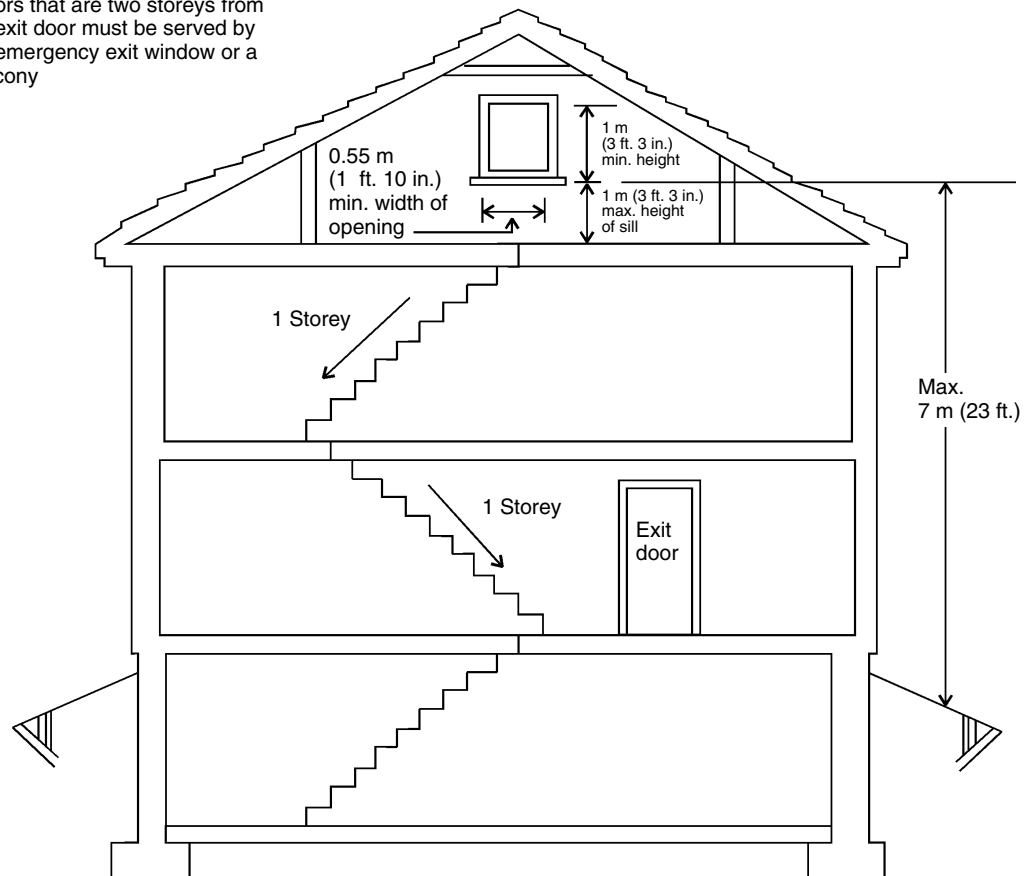 ors that are two storeys from
exit door must be served by
emergency exit window or a
cony
0.55 m
(1 ft. 10 in.)
min. width of
opening
1 m
(3 ft. 3 in.)
min. height
1 m (3 ft. 3 in.)
max. height
of sill
1 Storey
Max.
7 m (23 ft.)
1 Storey
Exit
door